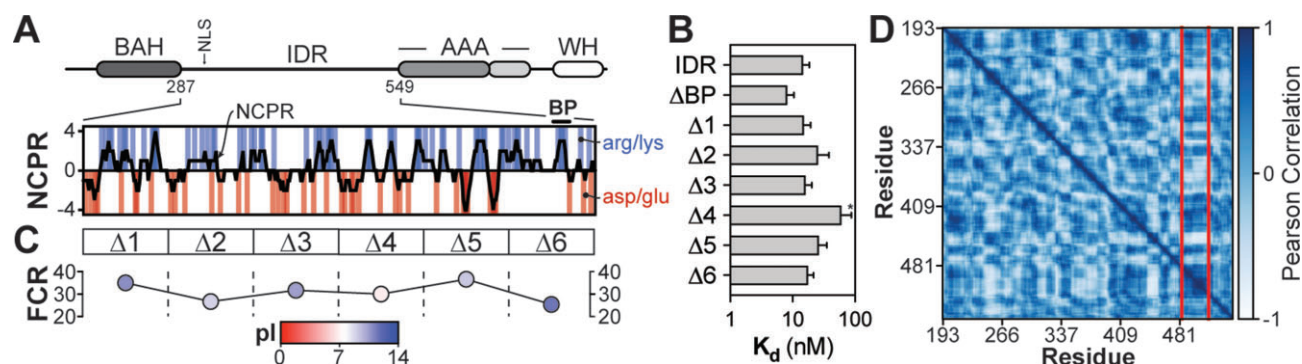 A
BAH
←NLS
IDR
AAA
WH
287
549
BP
NCPR
NCPR
4
0
-4
arg/lys
asp/glu
Δ1 Δ2 Δ3 Δ4 Δ5 Δ6
C
FCR
40
30
20
40
30
20
pI
0 7 14
B
IDR
ΔBP
Δ1
Δ2
Δ3
Δ4
*
Δ5
Δ6
1 10 100
Kd (nM)
D
193
266
337
409
481
Residue
193 266 337 409 481
Residue
1
0
-1
Pearson Correlation